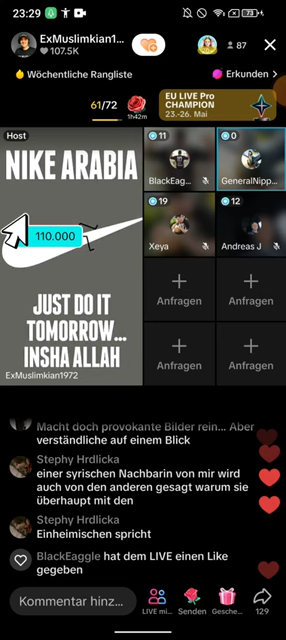 23:29
73
ExMuslimkian1...
107.5K
87
Wöchentliche Rangliste
Erkunden
61/72
1h42m
EU LIVE Pro
CHAMPION
23.-26. Mai
Host
NIKE ARABIA
110.000
JUST DO IT
TOMORROW...
INSHA ALLAH
ExMuslimkian1972
11
BlackEag...
0
GeneralNipp...
19
Xeya
12
Andreas J
Anfragen
Anfragen
Anfragen
Anfragen
Macht doch provokante Bilder rein... Aber
verständliche auf einem Blick
Stephy Hrdlicka
einer syrischen Nachbarin von mir wird
auch von den anderen gesagt warum sie
überhaupt mit den
Stephy Hrdlicka
Einheimischen spricht
BlackEaggle hat dem LIVE einen Like
gegeben
Kommentar hinz...
LIVE mi...
Senden
Gesche...
129